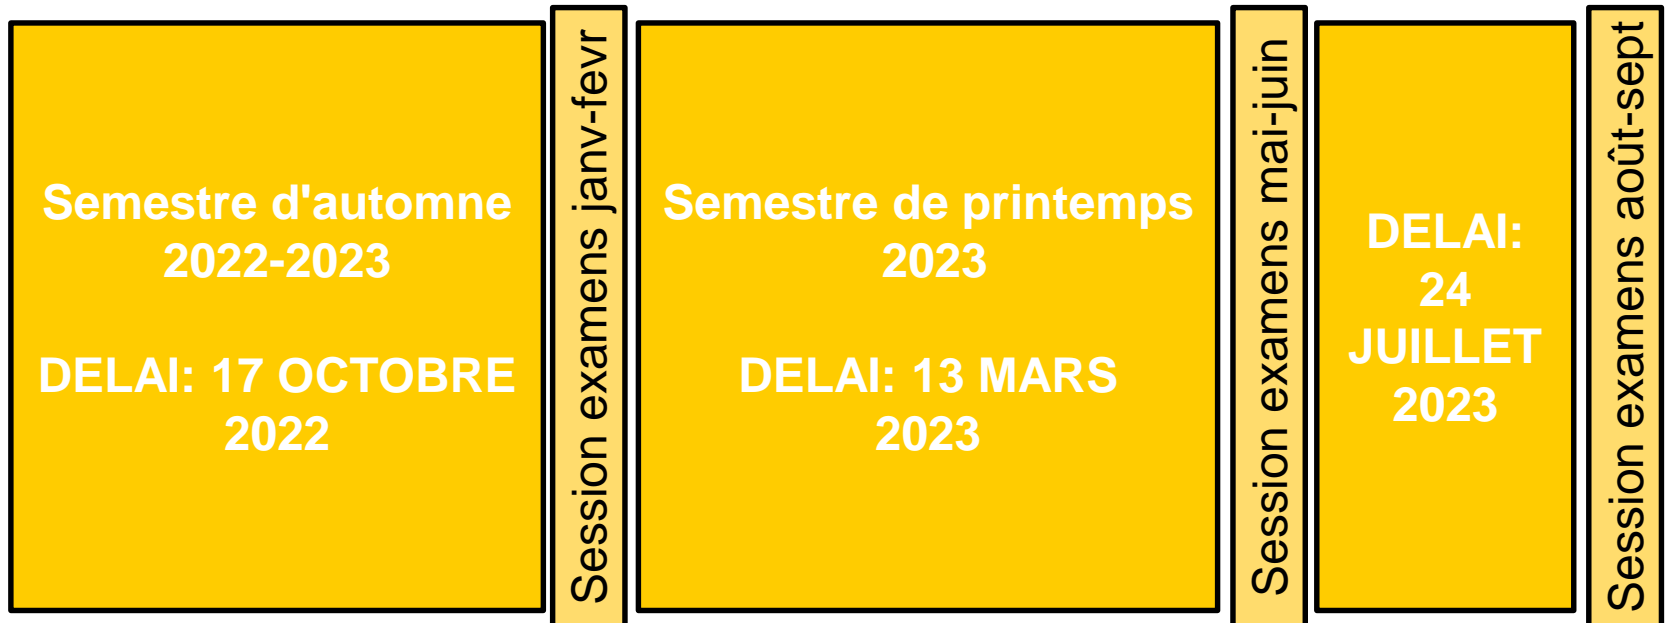 Semestre d'automne
2022-2023
DELAI: 17 OCTOBRE
2022
Session examens janv-fevr
Semestre de printemps
2023
DELAI: 13 MARS
2023
Session examens mai-juin
DELAI:
24
JUILLET
2023
Session examens août-sept